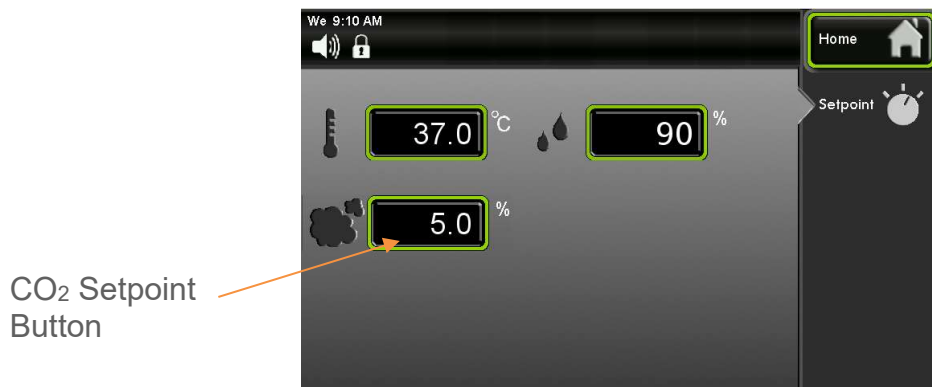 We 9:10 AM
Home
Setpoint
37.0 °C
90 %
5.0 %
CO₂ Setpoint
Button